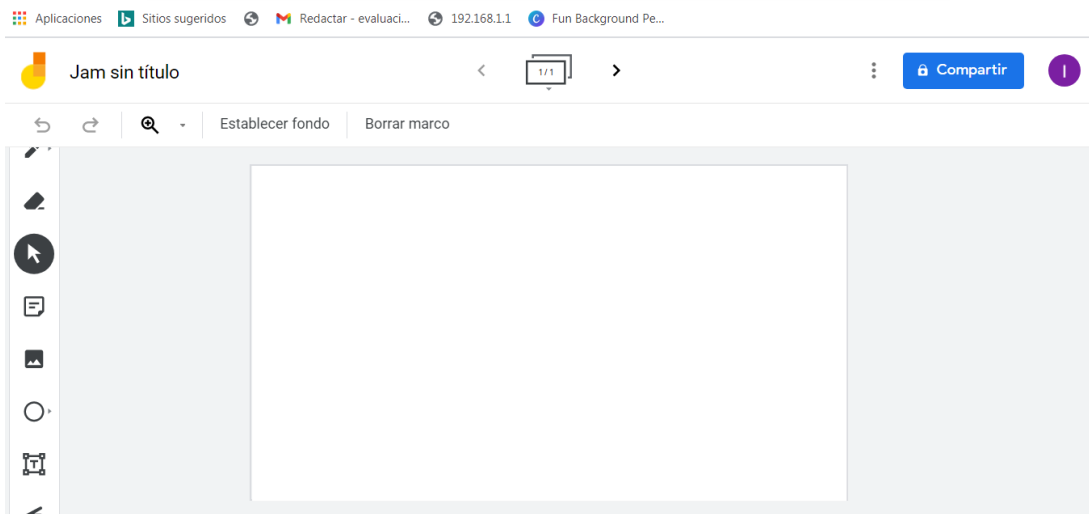 Aplicaciones Sitios sugeridos Redactar - evaluaci... 192.168.1.1 Fun Background Pe...
Jam sin título 1/1 Compartir I
Establecer fondo Borrar marco